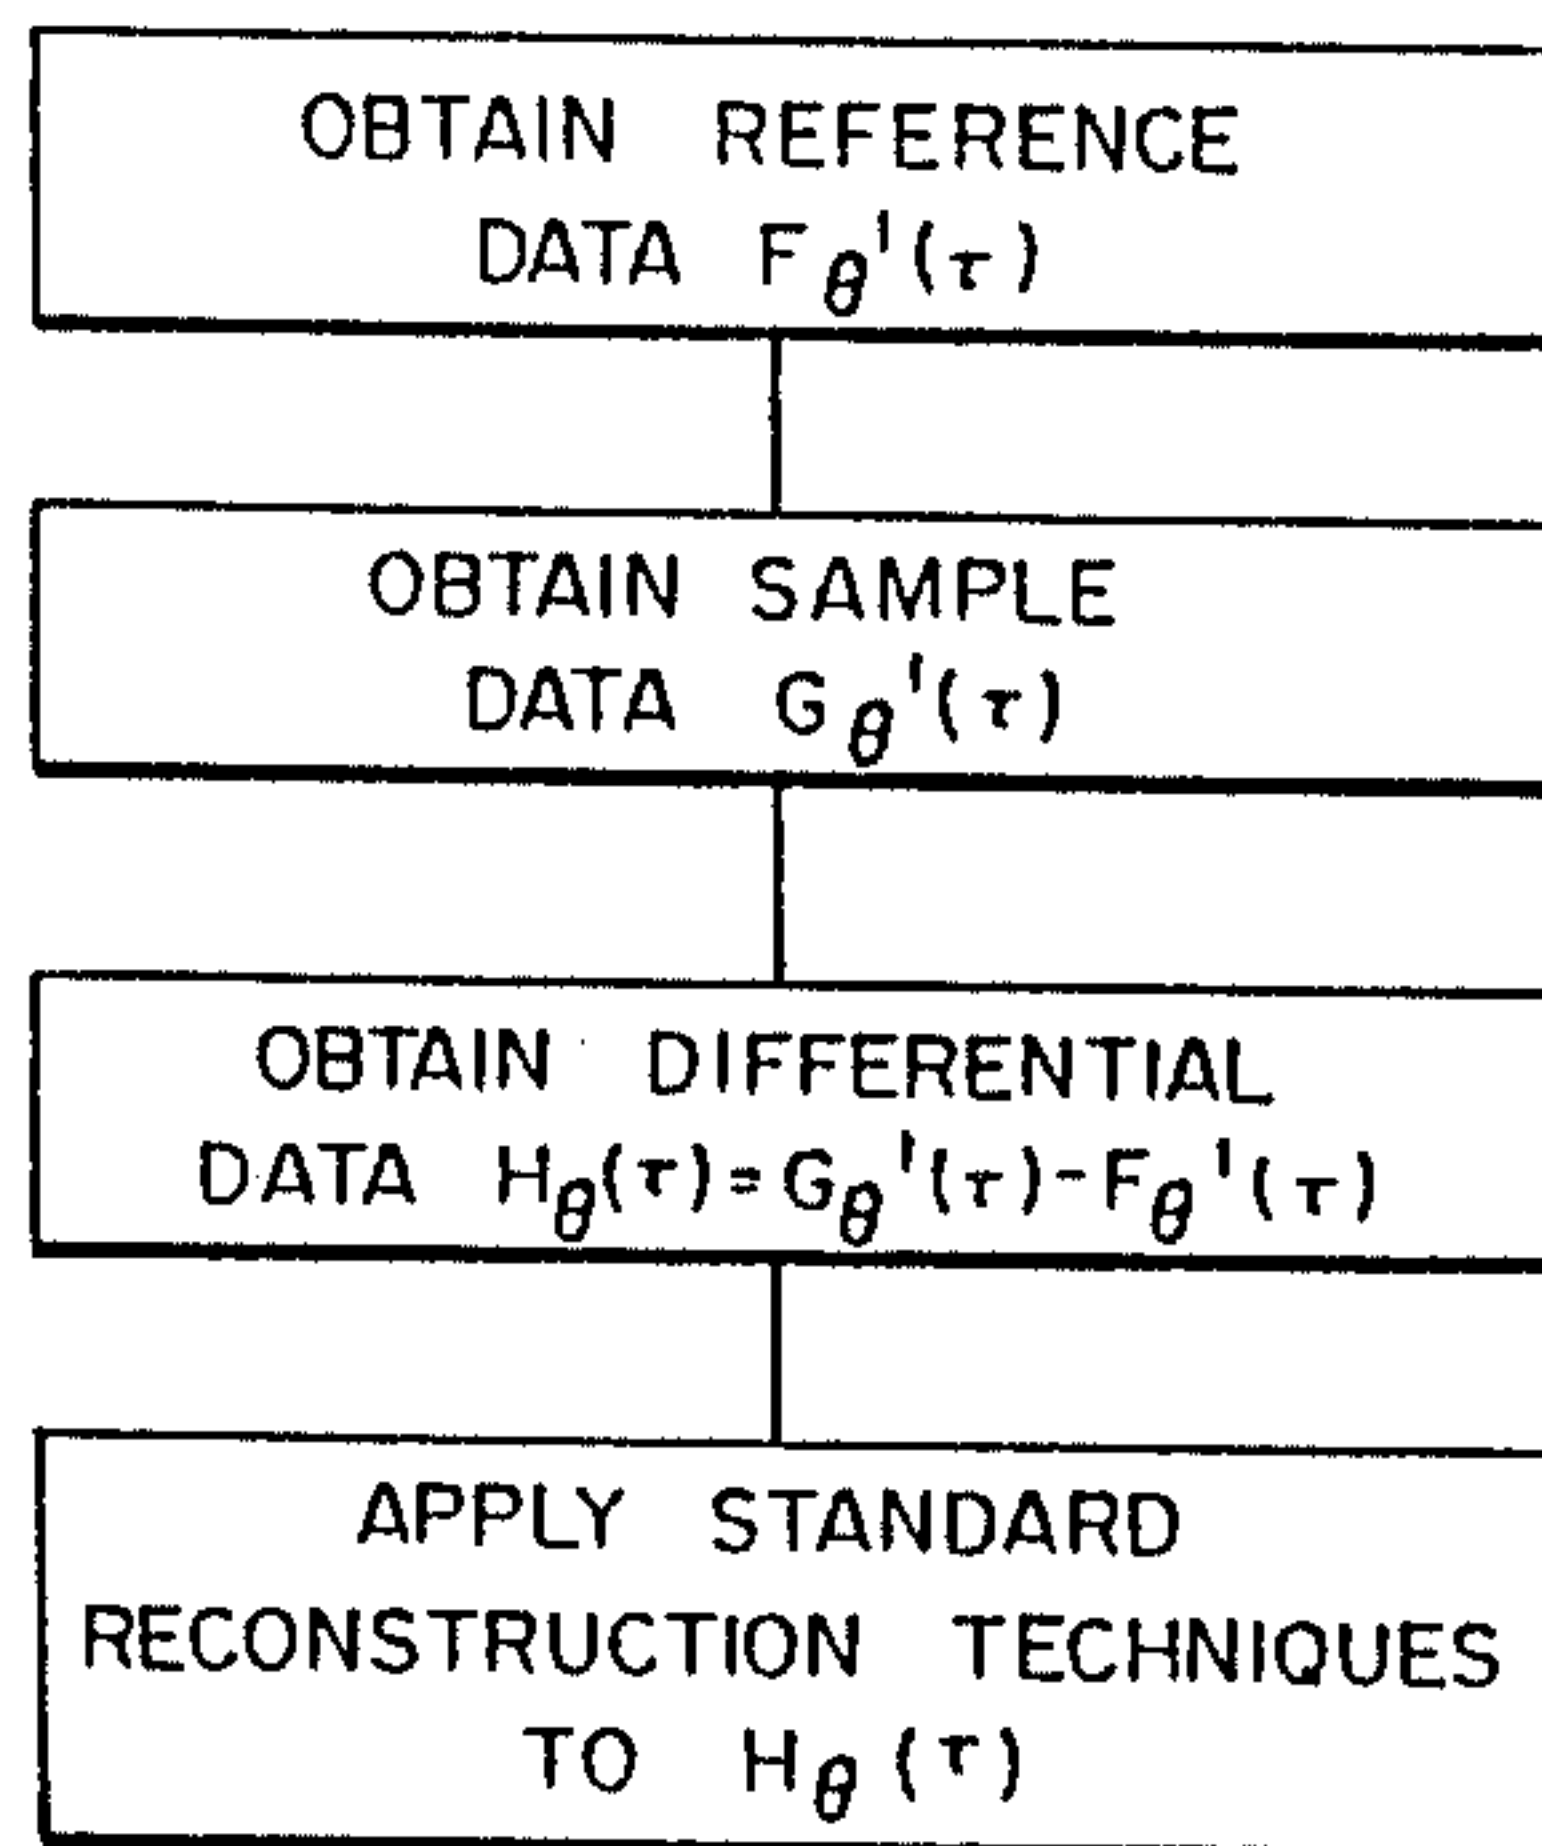 OBTAIN REFERENCE
DATA Fθ'(τ)
OBTAIN SAMPLE
DATA Gθ'(τ)
OBTAIN DIFFERENTIAL
DATA Hθ(τ)=Gθ'(τ)-Fθ'(τ)
APPLY STANDARD
RECONSTRUCTION TECHNIQUES
TO Hθ(τ)